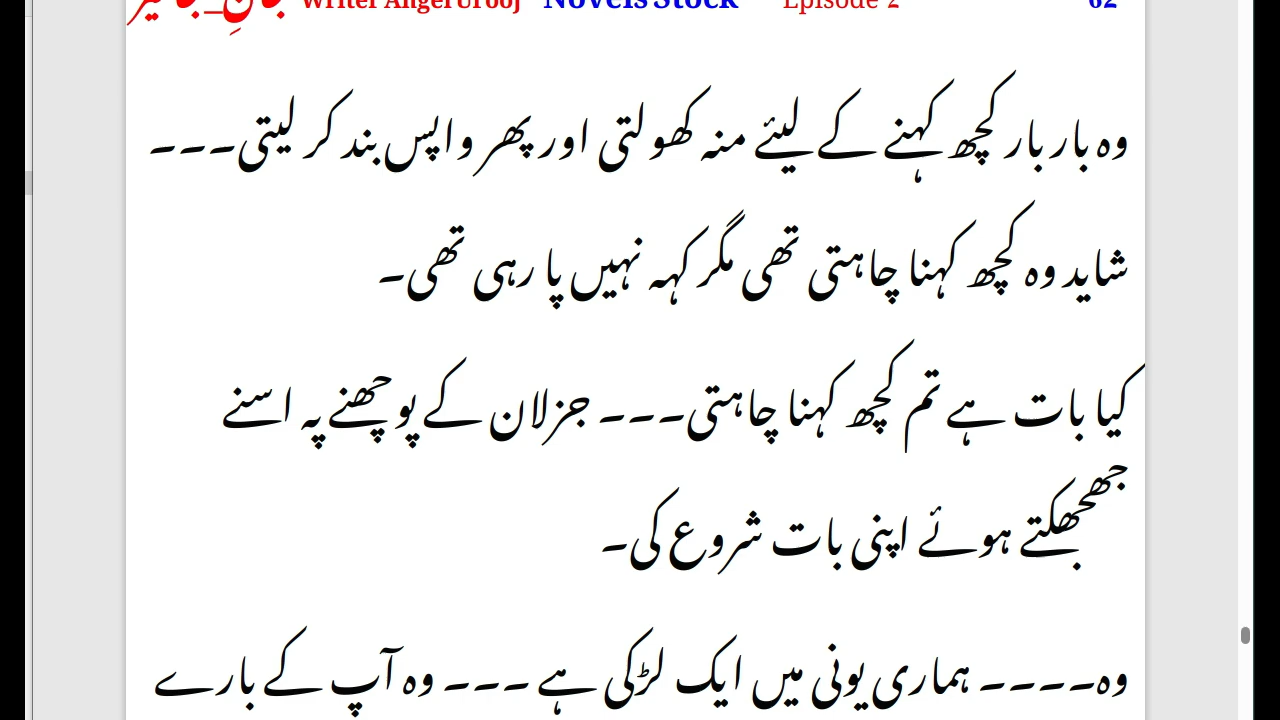 Writer Angel Urooj Novels Stock Episode 2 62
وہ بار بار کچھ کہنے کے لیئے منہ کھولتی اور پھر واپس بند کر لیتی۔۔۔
شاید وہ کچھ کہنا چاہتی تھی مگر کہہ نہیں پا رہی تھی۔
کیا بات ہے تم کچھ کہنا چاہتی۔۔۔ جزلان کے پوچھنے پہ اسنے
جھجھکتے ہوئے اپنی بات شروع کی۔
وہ۔۔۔۔ ہماری یونی میں ایک لڑکی ہے ۔۔۔ وہ آپ کے بارے